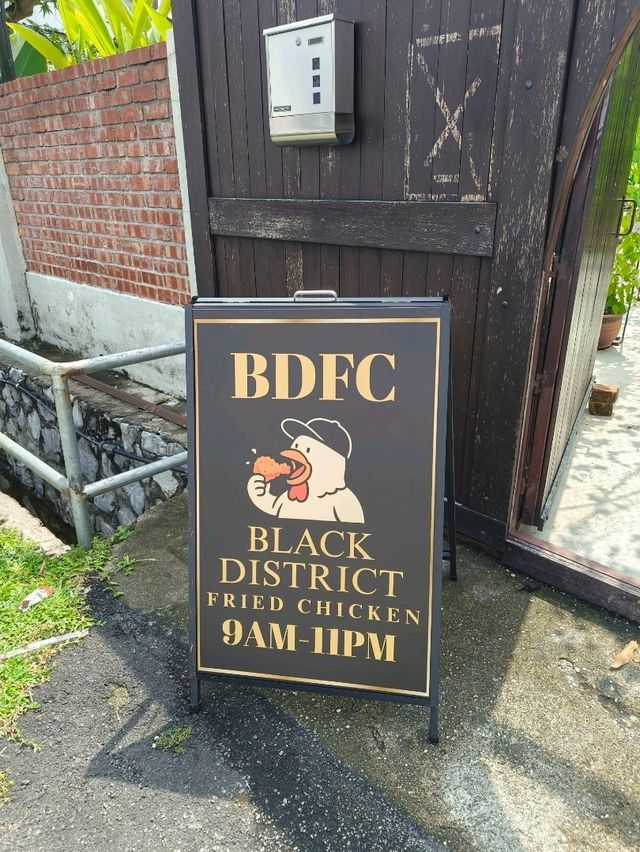 BDFC
BLACK
DISTRICT
FRIED CHICKEN
9AM-11PM